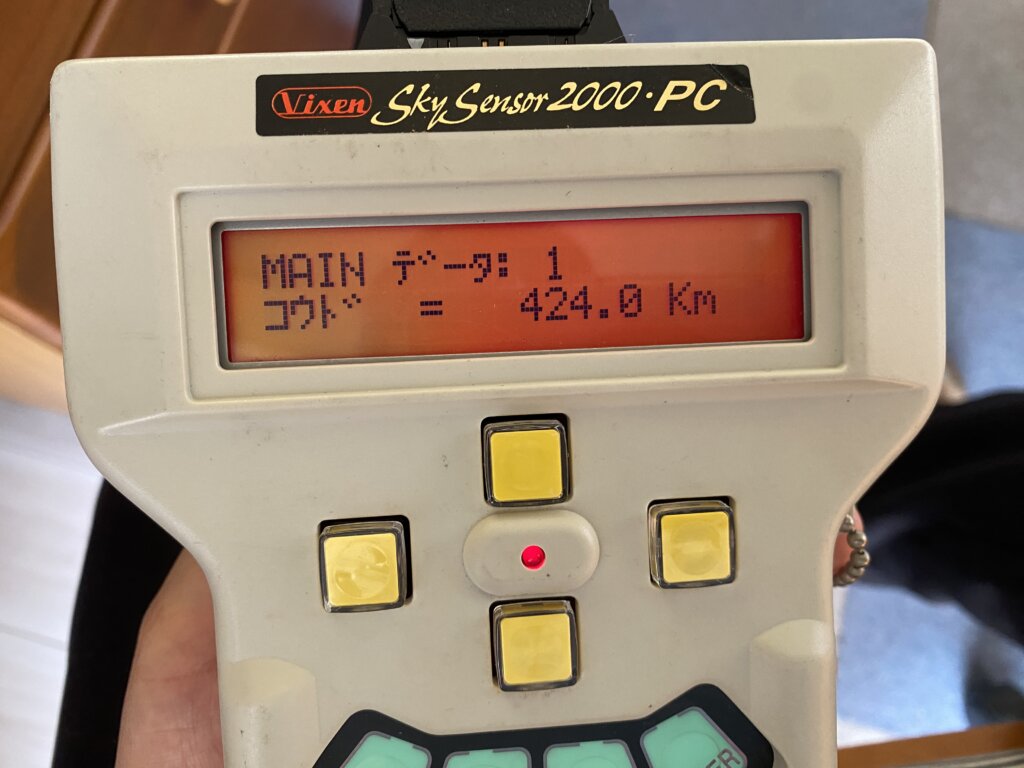 Vixen Sky Sensor 2000·PC
MAIN データ: 1
コウド = 424.0 Km